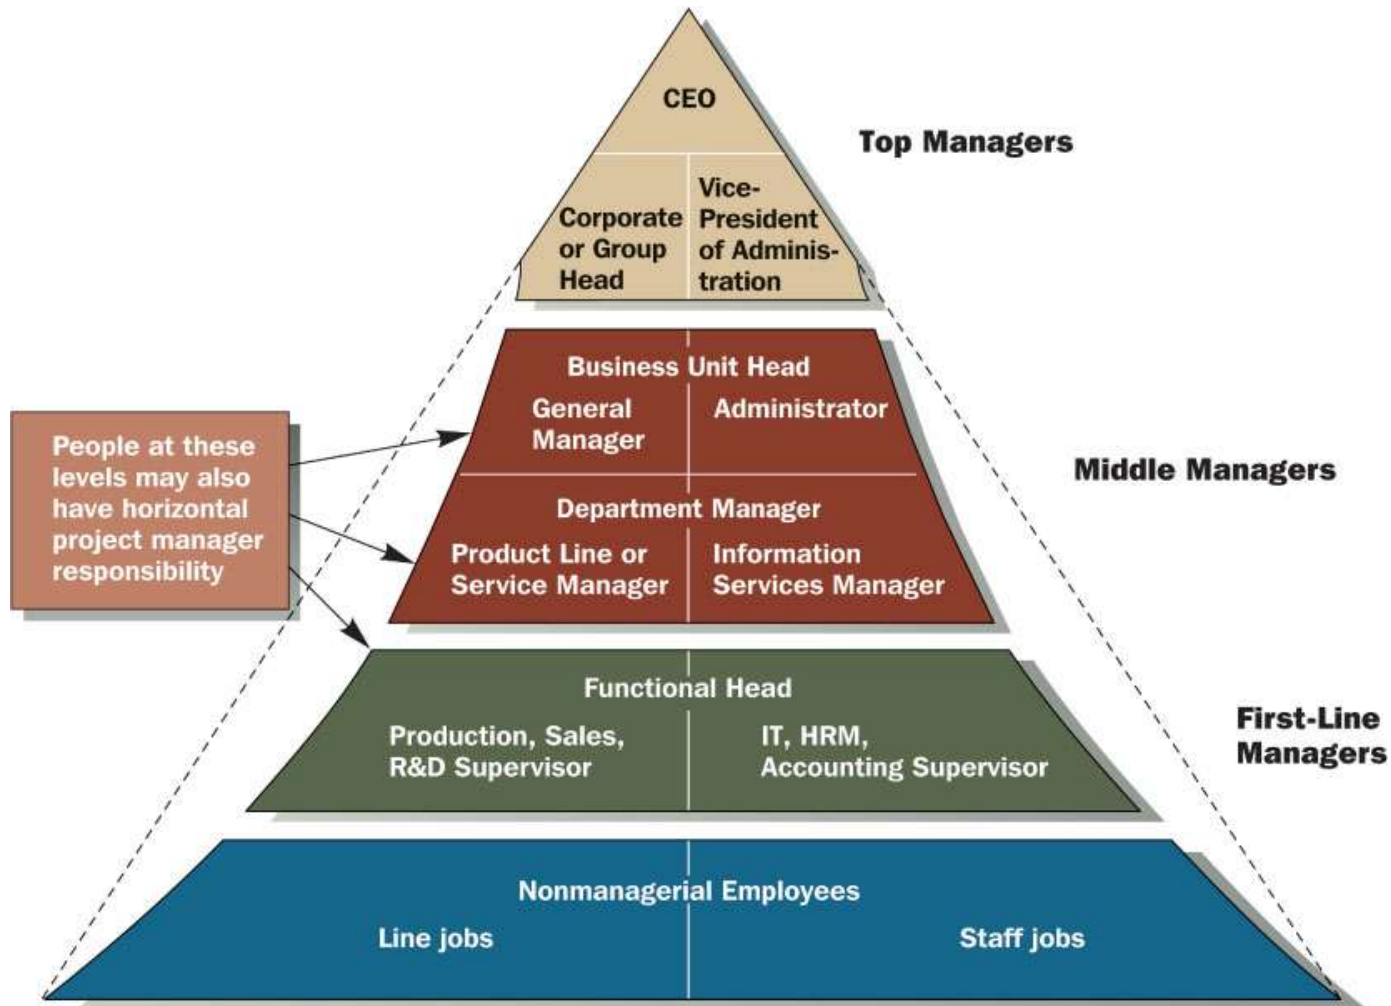 CEO
Top Managers
Corporate
or Group
Head
Vice-
President
of Adminis-
tration
Business Unit Head
General
Manager
Administrator
People at these
levels may also
have horizontal
project manager
responsibility
Middle Managers
Department Manager
Product Line or
Service Manager
Information
Services Manager
Functional Head
Production, Sales,
R&D Supervisor
IT, HRM,
Accounting Supervisor
First-Line
Managers
Nonmanagerial Employees
Line jobs
Staff jobs